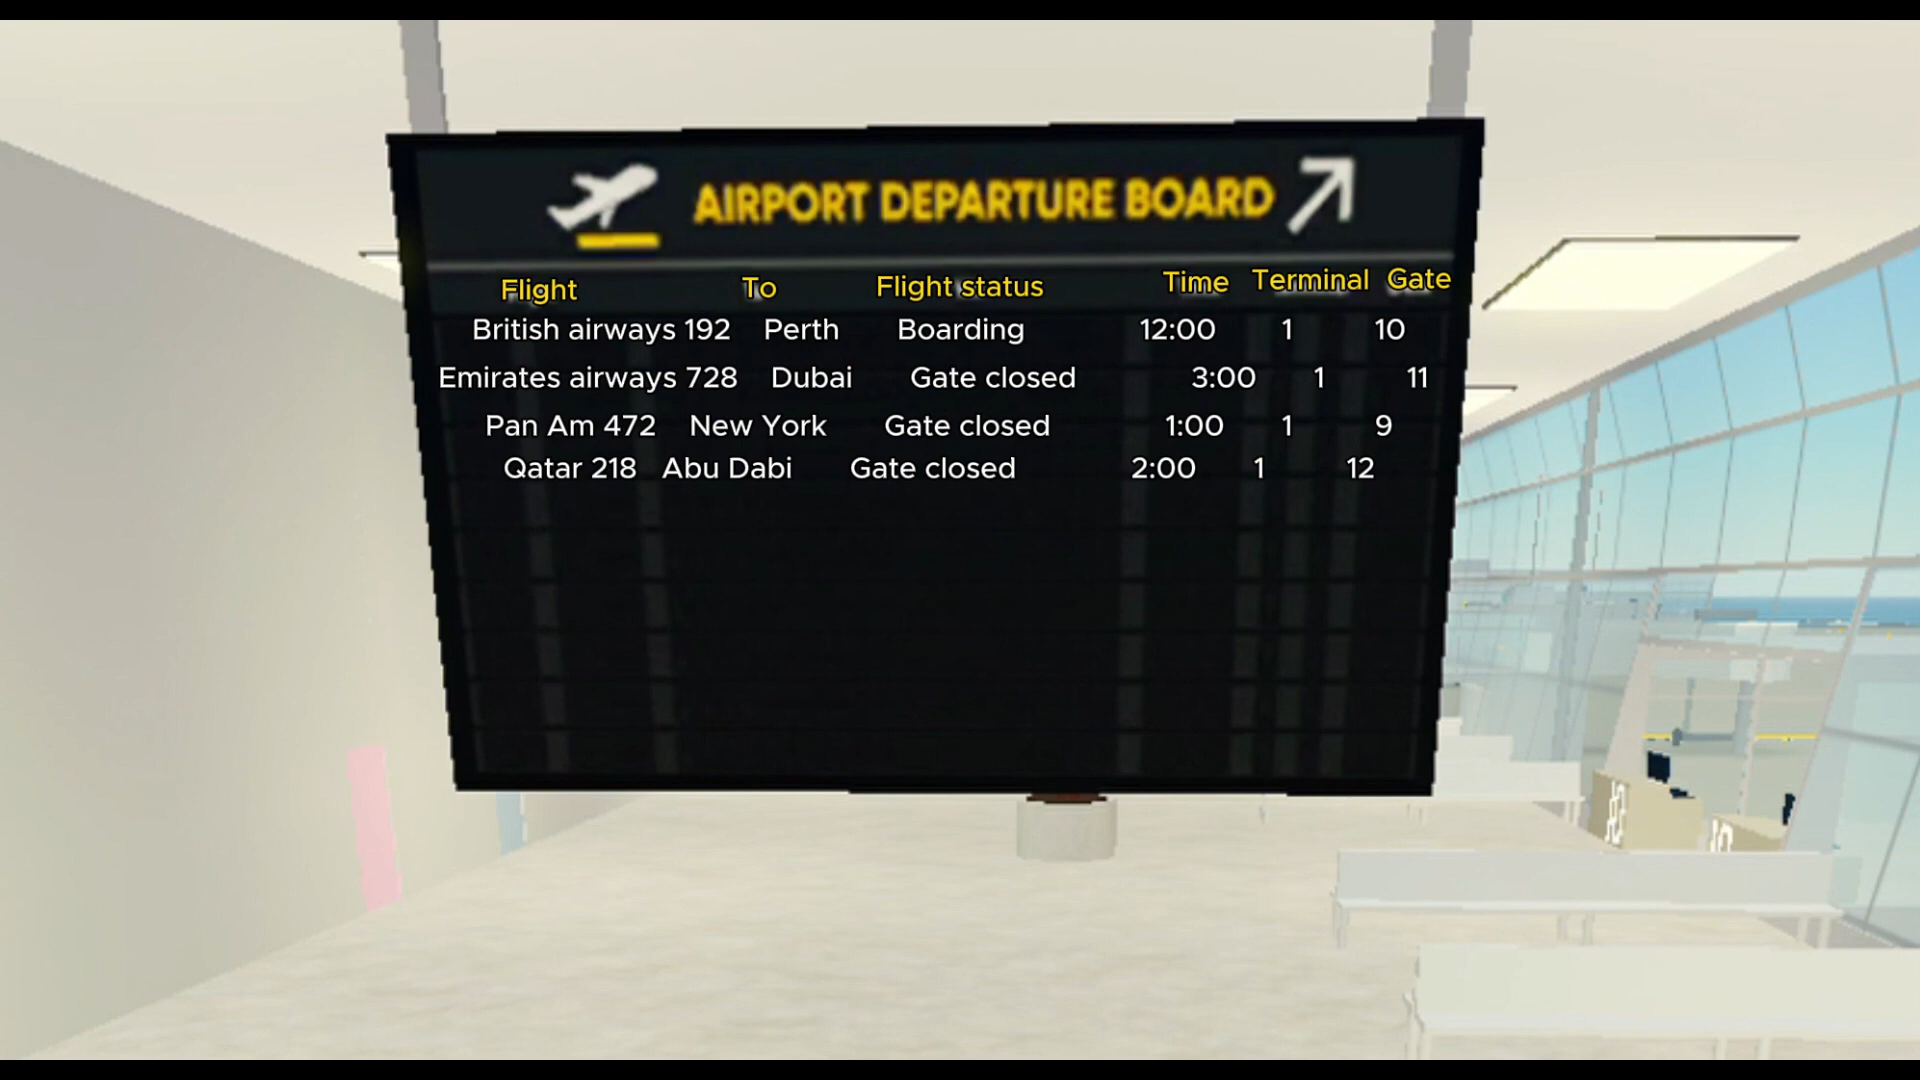 AIRPORT DEPARTURE BOARD
Flight To Flight status Time Terminal Gate
British airways 192 Perth Boarding 12:00 1 10
Emirates airways 728 Dubai Gate closed 3:00 1 11
Pan Am 472 New York Gate closed 1:00 1 9
Qatar 218 Abu Dabi Gate closed 2:00 1 12